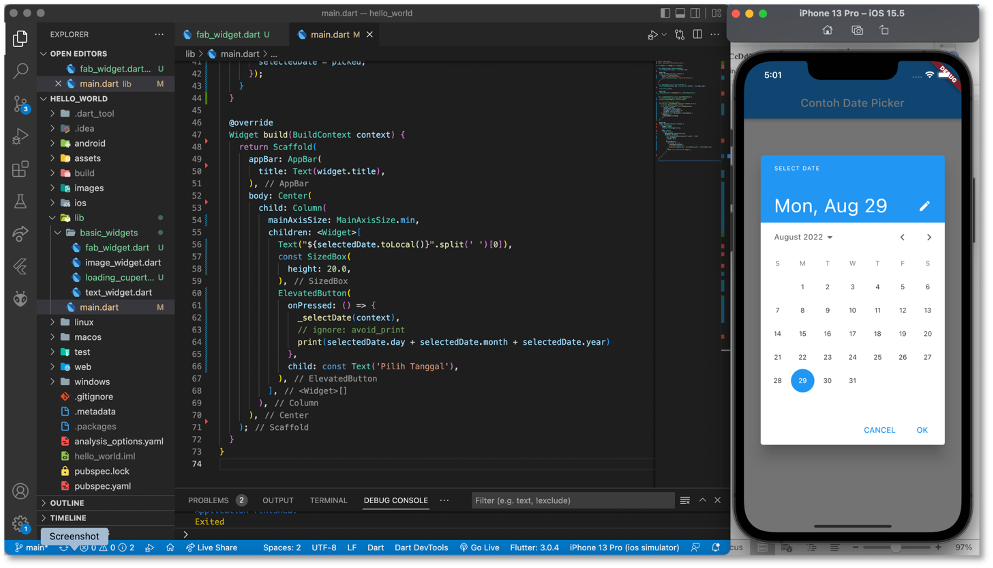 main.dart — hello_world
EXPLORER
OPEN EDITORS
fab_widget.dart... U
main.dart lib M
HELLO_WORLD
.dart_tool
.idea
android
assets
build
images
ios
lib
basic_widgets
fab_widget.dart U
image_widget.dart
loading_cupert... U
text_widget.dart
main.dart M
linux
macos
test
web
windows
.gitignore
.metadata
.packages
analysis_options.yaml
hello_world.iml
pubspec.lock
pubspec.yaml
OUTLINE
TIMELINE
Screenshot
3
1
fab_widget.dart U
main.dart M
lib > main.dart > ...
41 selectedDate = picked;
42 });
43 }
44 }
45
46 @override
47 Widget build(BuildContext context) {
48 return Scaffold(
49 appBar: AppBar(
50 title: Text(widget.title),
51 ), // AppBar
52 body: Center(
53 child: Column(
54 mainAxisSize: MainAxisSize.min,
55 children: <Widget>[
56 Text("${selectedDate.toLocal()}".split(' ')[0]),
57 const SizedBox(
58 height: 20.0,
59 ), // SizedBox
60 ElevatedButton(
61 onPressed: () => {
62 _selectDate(context),
63 // ignore: avoid_print
64 print(selectedDate.day + selectedDate.month + selectedDate.year)
65 },
66 child: const Text('Pilih Tanggal'),
67 ), // ElevatedButton
68 ], // <Widget>[]
69 ), // Column
70 ), // Center
71 ); // Scaffold
72 }
73 }
74
PROBLEMS 2 OUTPUT TERMINAL DEBUG CONSOLE ... Filter (e.g. text, !exclude)
Application finished.
Exited
main* 0 0 2 Live Share Spaces: 2 UTF-8 LF Dart Dart DevTools Go Live Flutter: 3.0.4 iPhone 13 Pro (ios simulator)
iPhone 13 Pro – iOS 15.5
5:01
DEBUG
Contoh Date Picker
SELECT DATE
Mon, Aug 29
August 2022
S M T W T F S
1 2 3 4 5 6
7 8 9 10 11 12 13
14 15 16 17 18 19 20
21 22 23 24 25 26 27
28 29 30 31
CANCEL OK
97%